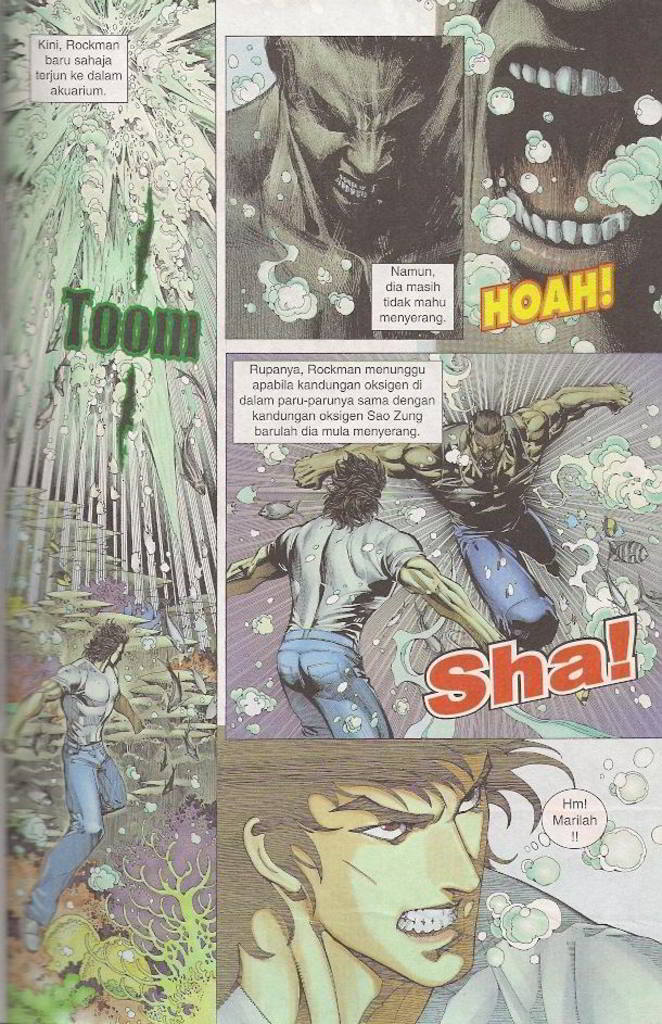 Kini, Rockman
baru sahaja
terjun ke dalam
akuarium.
Toom
Namun,
dia masih
tidak mahu
menyerang.
HOAH!
Rupanya, Rockman menunggu
apabila kandungan oksigen di
dalam paru-parunya sama dengan
kandungan oksigen Sao Zung
barulah dia mula menyerang.
Sha!
Hm!
Marilah
!!